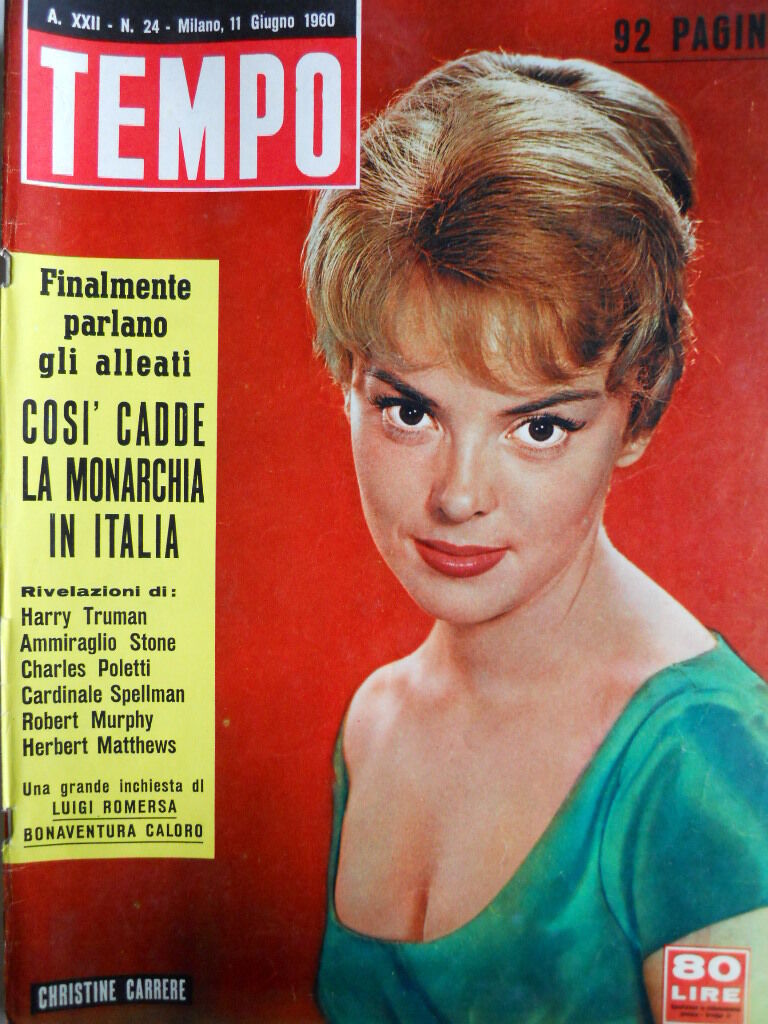 A. XXII - N. 24 - Milano, 11 Giugno 1960
92 PAGIN
TEMPO
Finalmente
parlano
gli alleati
COSI' CADDE
LA MONARCHIA
IN ITALIA
Rivelazioni di:
Harry Truman
Ammiraglio Stone
Charles Poletti
Cardinale Spellman
Robert Murphy
Herbert Matthews
Una grande inchiesta di
LUIGI ROMERSA
BONAVENTURA CALORO
CHRISTINE CARRERE
80
LIRE